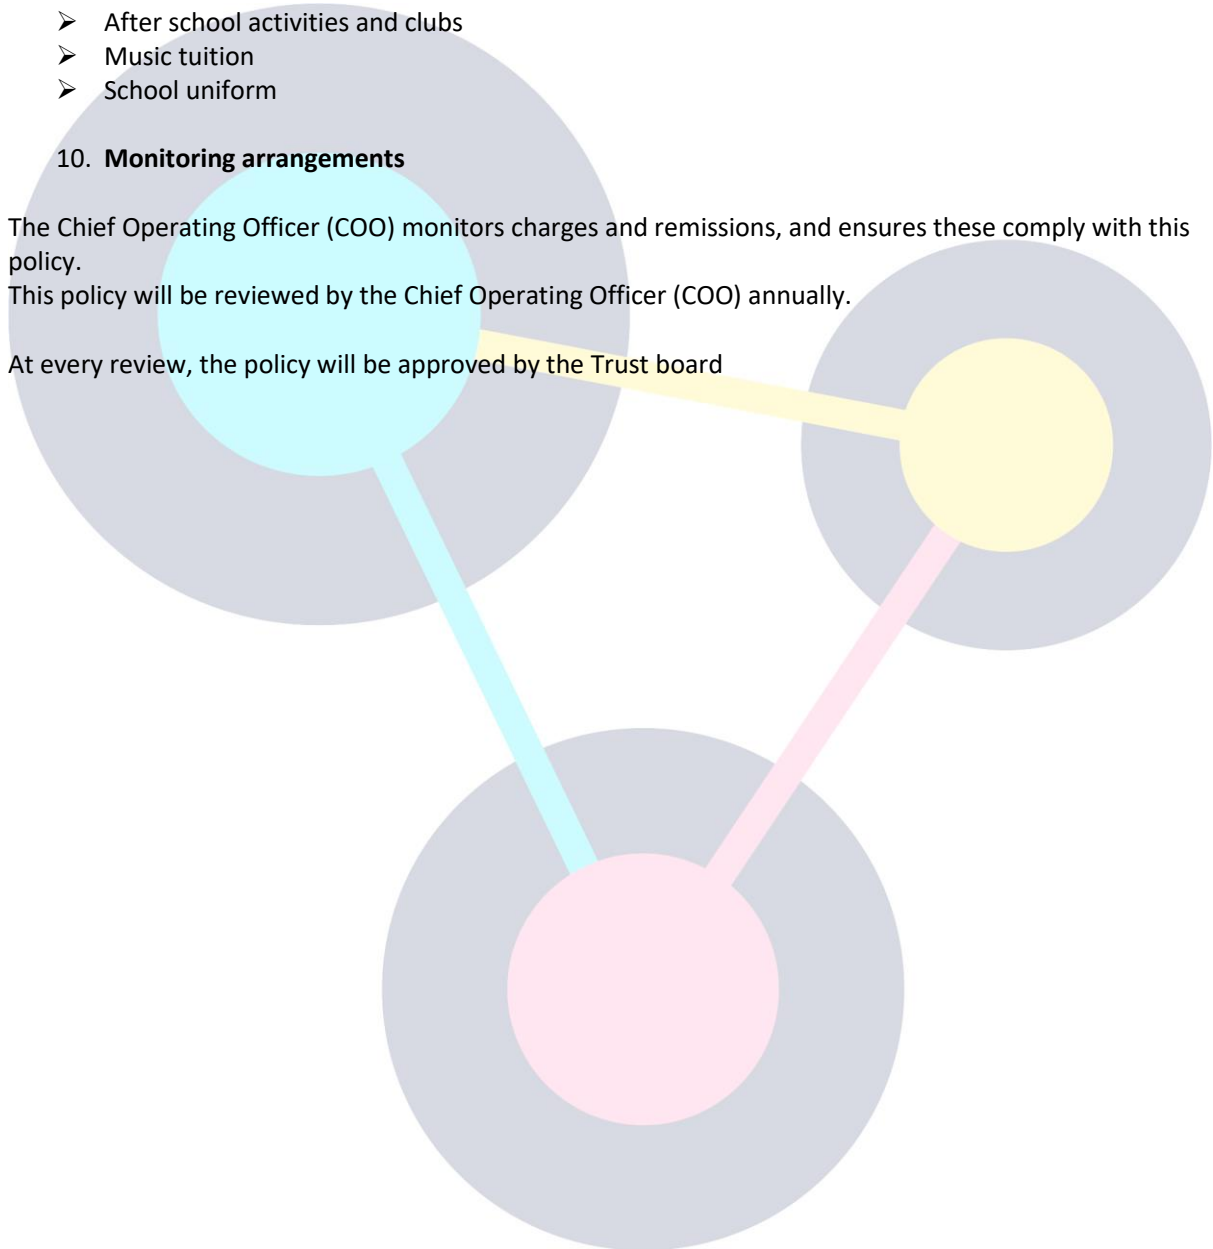 ➢ After school activities and clubs
➢ Music tuition
➢ School uniform
10. Monitoring arrangements
The Chief Operating Officer (COO) monitors charges and remissions, and ensures these comply with this
policy.
This policy will be reviewed by the Chief Operating Officer (COO) annually.
At every review, the policy will be approved by the Trust board